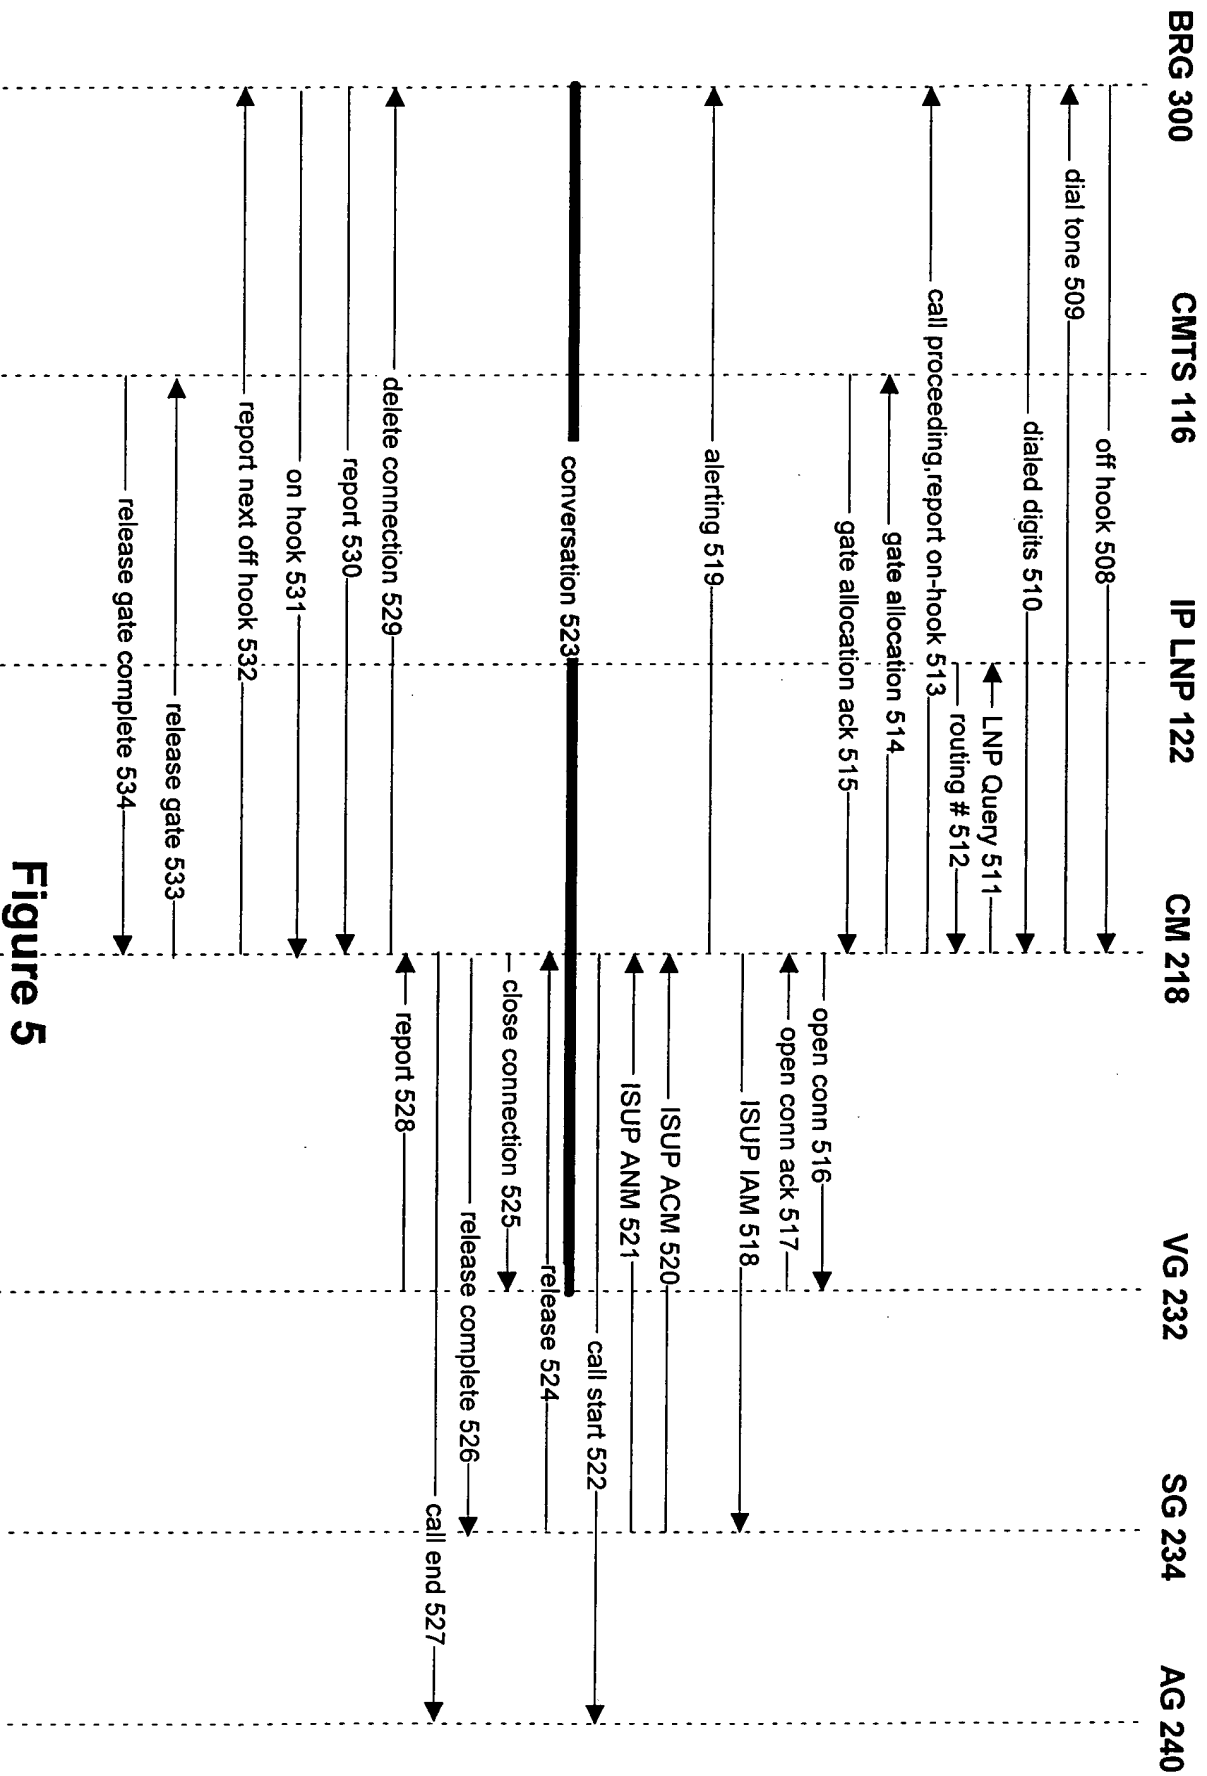 BRG 300
CMTS 116
IP LNP 122
CM 218
VG 232
SG 234
AG 240
off hook 508
dial tone 509
dialed digits 510
LNP Query 511
routing # 512
call proceeding,report on-hook 513
gate allocation 514
gate allocation ack 515
open conn 516
open conn ack 517
ISUP IAM 518
alerting 519
ISUP ACM 520
ISUP ANM 521
call start 522
conversation 523
release 524
close connection 525
release complete 526
call end 527
report 528
delete connection 529
report 530
on hook 531
report next off hook 532
release gate 533
release gate complete 534
Figure 5